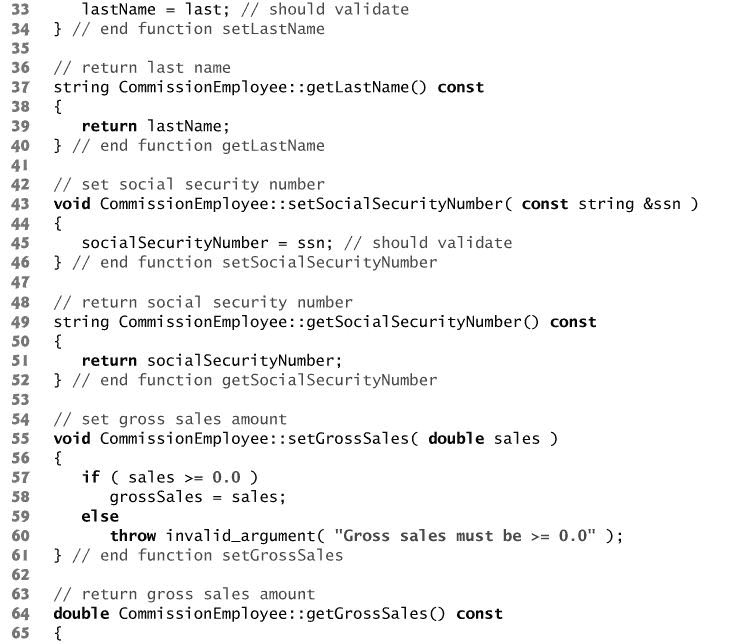 33 lastName = last; // should validate
34 } // end function setLastName
35
36 // return last name
37 string CommissionEmployee::getLastName() const
38 {
39 return lastName;
40 } // end function getLastName
41
42 // set social security number
43 void CommissionEmployee::setSocialSecurityNumber( const string &ssn )
44 {
45 socialSecurityNumber = ssn; // should validate
46 } // end function setSocialSecurityNumber
47
48 // return social security number
49 string CommissionEmployee::getSocialSecurityNumber() const
50 {
51 return socialSecurityNumber;
52 } // end function getSocialSecurityNumber
53
54 // set gross sales amount
55 void CommissionEmployee::setGrossSales( double sales )
56 {
57 if ( sales >= 0.0 )
58 grossSales = sales;
59 else
60 throw invalid_argument( "Gross sales must be >= 0.0" );
61 } // end function setGrossSales
62
63 // return gross sales amount
64 double CommissionEmployee::getGrossSales() const
65 {